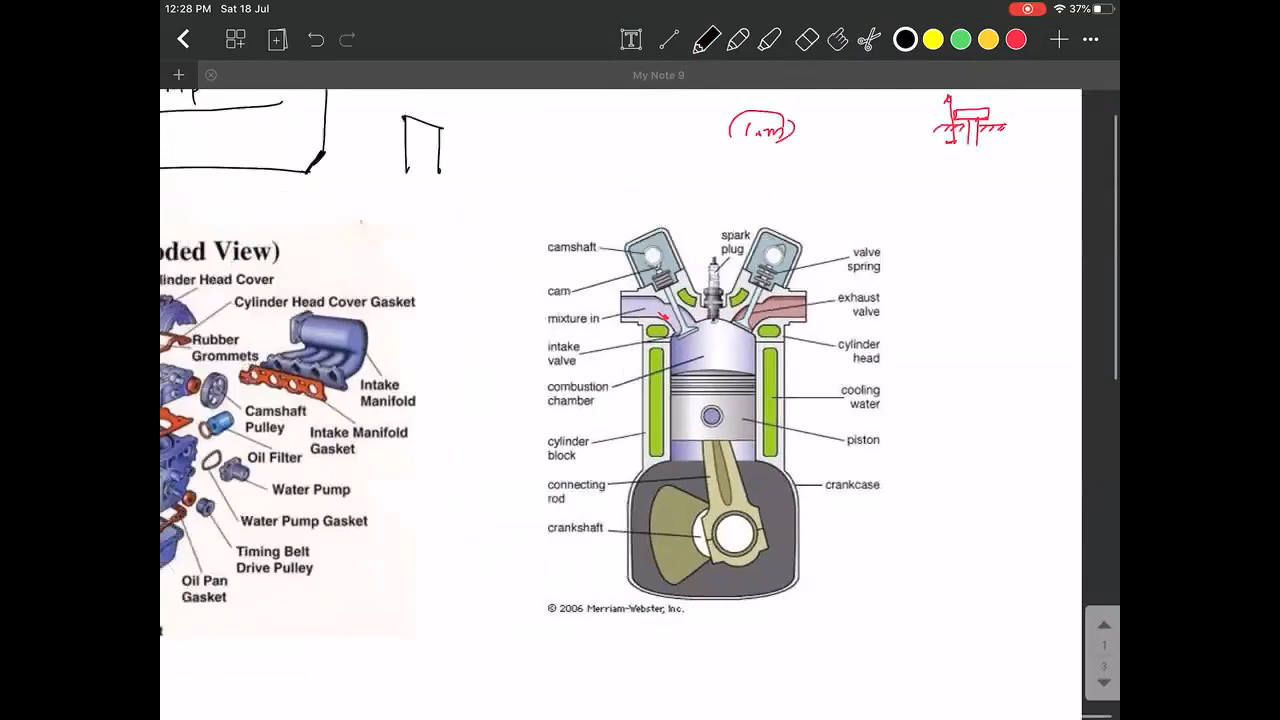 12:28 PM Sat 18 Jul
37%
My Note 9
oded View)
linder Head Cover
Cylinder Head Cover Gasket
Rubber
Grommets
Intake
Manifold
Camshaft
Pulley
Intake Manifold
Gasket
Oil Filter
Water Pump
Water Pump Gasket
Timing Belt
Drive Pulley
Oil Pan
Gasket
camshaft
spark
plug
valve
spring
cam
exhaust
valve
mixture in
intake
valve
cylinder
head
combustion
chamber
cooling
water
cylinder
block
piston
connecting
rod
crankcase
crankshaft
© 2006 Merriam-Webster, Inc.
1
3